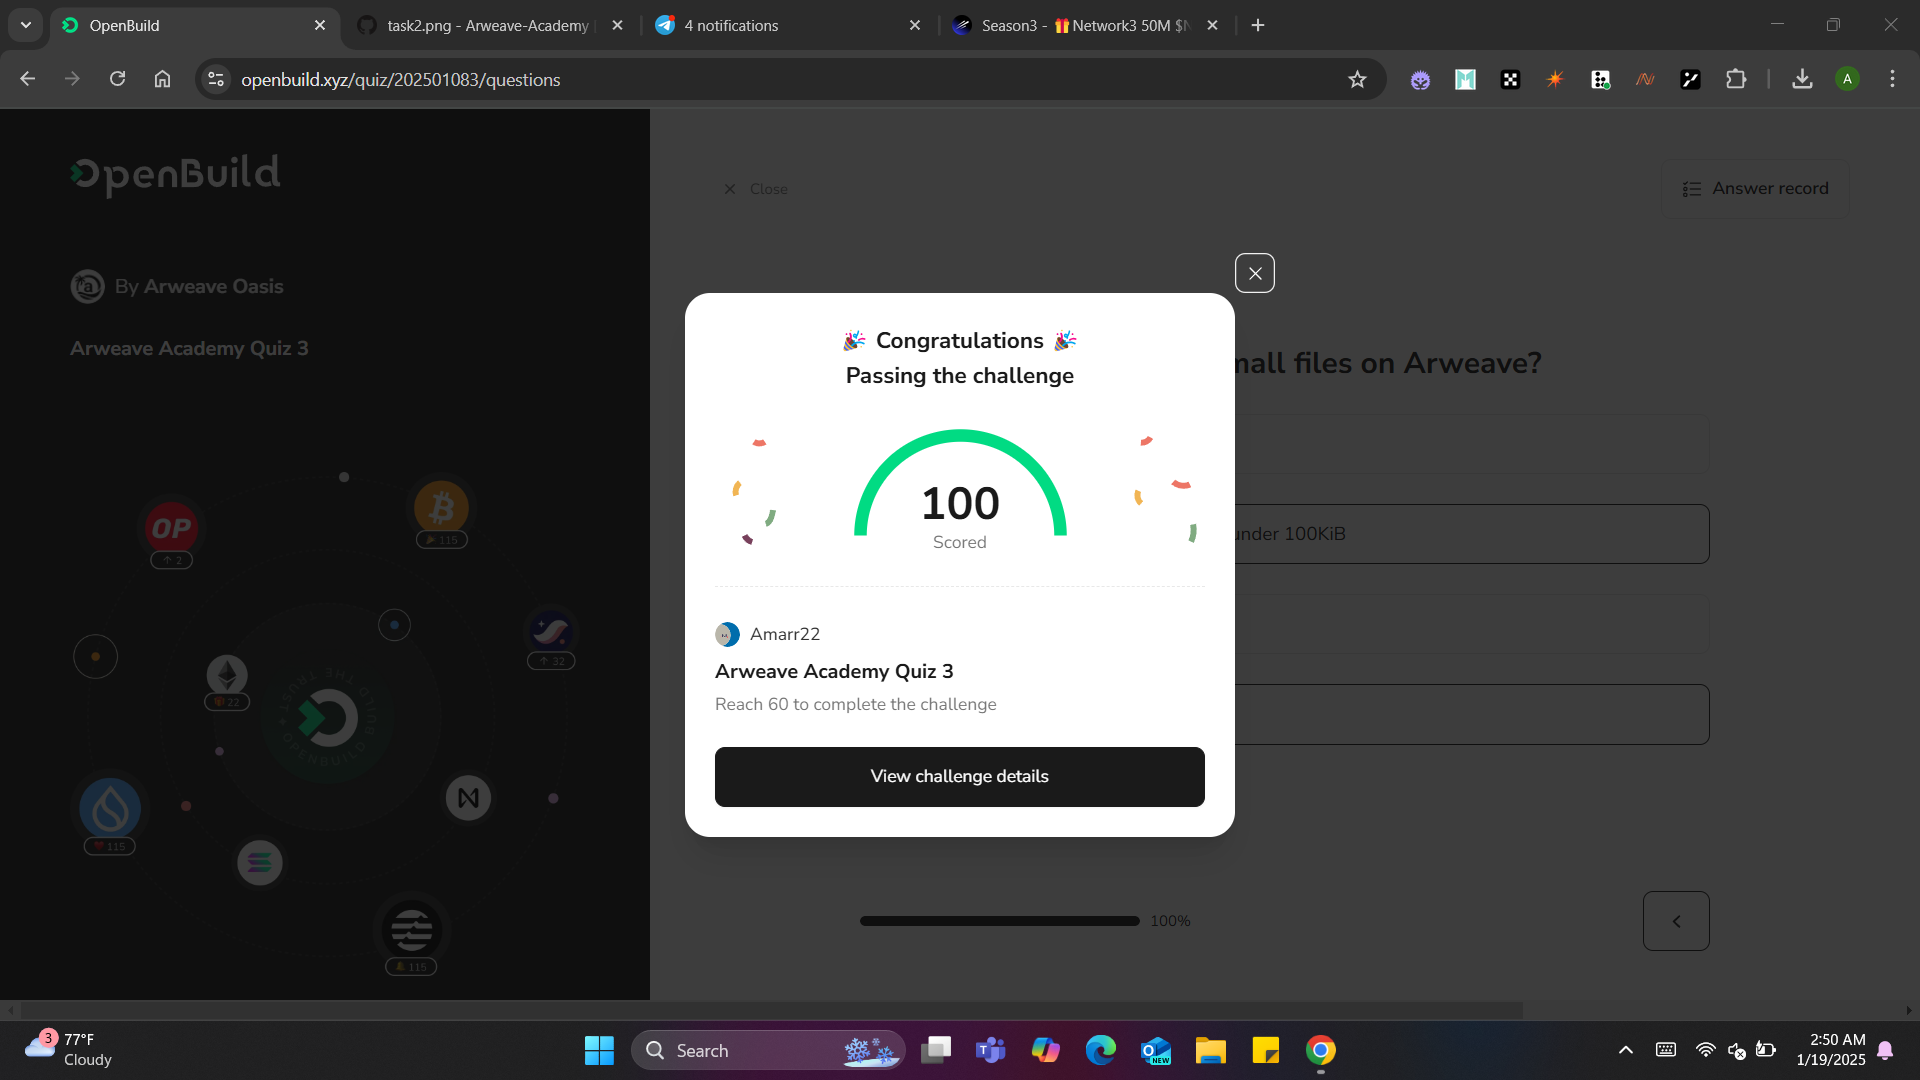 OpenBuild
task2.png - Arweave-Academy
4 notifications
Season3 - 🎁Network3 50M $N
openbuild.xyz/quiz/202501083/questions
A
OpenBuild
By Arweave Oasis
Arweave Academy Quiz 3
OP
2
115
32
22
115
115
Close
Answer record
mall files on Arweave?
under 100KiB
🎉 Congratulations 🎉
Passing the challenge
100
Scored
Amarr22
Arweave Academy Quiz 3
Reach 60 to complete the challenge
View challenge details
100%
3
77°F
Cloudy
Search
NEW
2:50 AM
1/19/2025